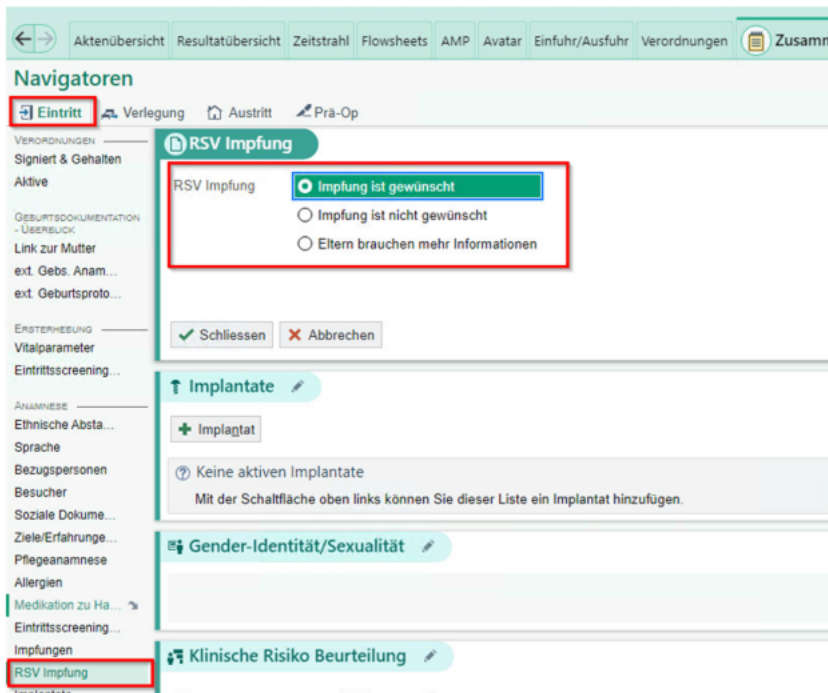 Aktenübersicht Resultatübersicht Zeitstrahl Flowsheets AMP Avatar Einfuhr/Ausfuhr Verordnungen
Navigatoren
Eintritt Verlegung Austritt Prä-Op
VERORDNUNGEN
Signiert & Gehalten
Aktive
GEBURTSDOKUMENTATION
- ÜBERBLICK
Link zur Mutter
ext. Gebs. Anam...
ext. Geburtsproto...
ERSTERHEBUNG
Vitalparameter
Eintrittsscreening...
ANAMNESE
Ethnische Absta...
Sprache
Bezugspersonen
Besucher
Soziale Dokume...
Ziele/Erfahrunge...
Pflegeanamnese
Allergien
Medikation zu Ha...
Eintrittsscreening...
Impfungen
RSV Impfung
Implantate
RSV Impfung
RSV Impfung
Impfung ist gewünscht
Impfung ist nicht gewünscht
Eltern brauchen mehr Informationen
Schliessen Abbrechen
Implantate
Implantat
Keine aktiven Implantate
Mit der Schaltfläche oben links können Sie dieser Liste ein Implantat hinzufügen.
Gender-Identität/Sexualität
Klinische Risiko Beurteilung